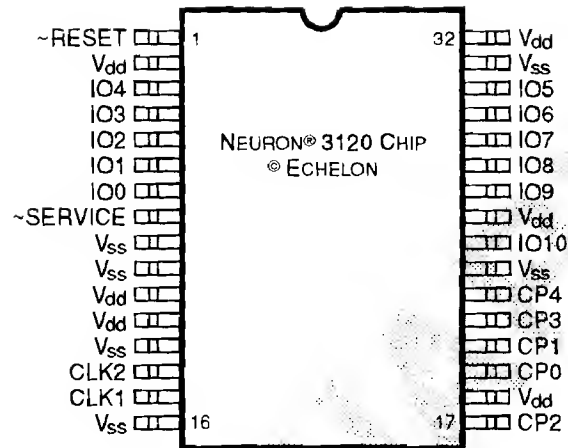 ~RESET 1 32 Vdd
Vdd Vss
IO4 IO5
IO3 IO6
IO2 NEURON® 3120 CHIP IO7
IO1 © ECHELON IO8
IO0 IO9
~SERVICE Vdd
Vss IO10
Vss Vss
Vdd CP4
Vdd CP3
Vss CP1
CLK2 CP0
CLK1 Vdd
Vss 16 17 CP2